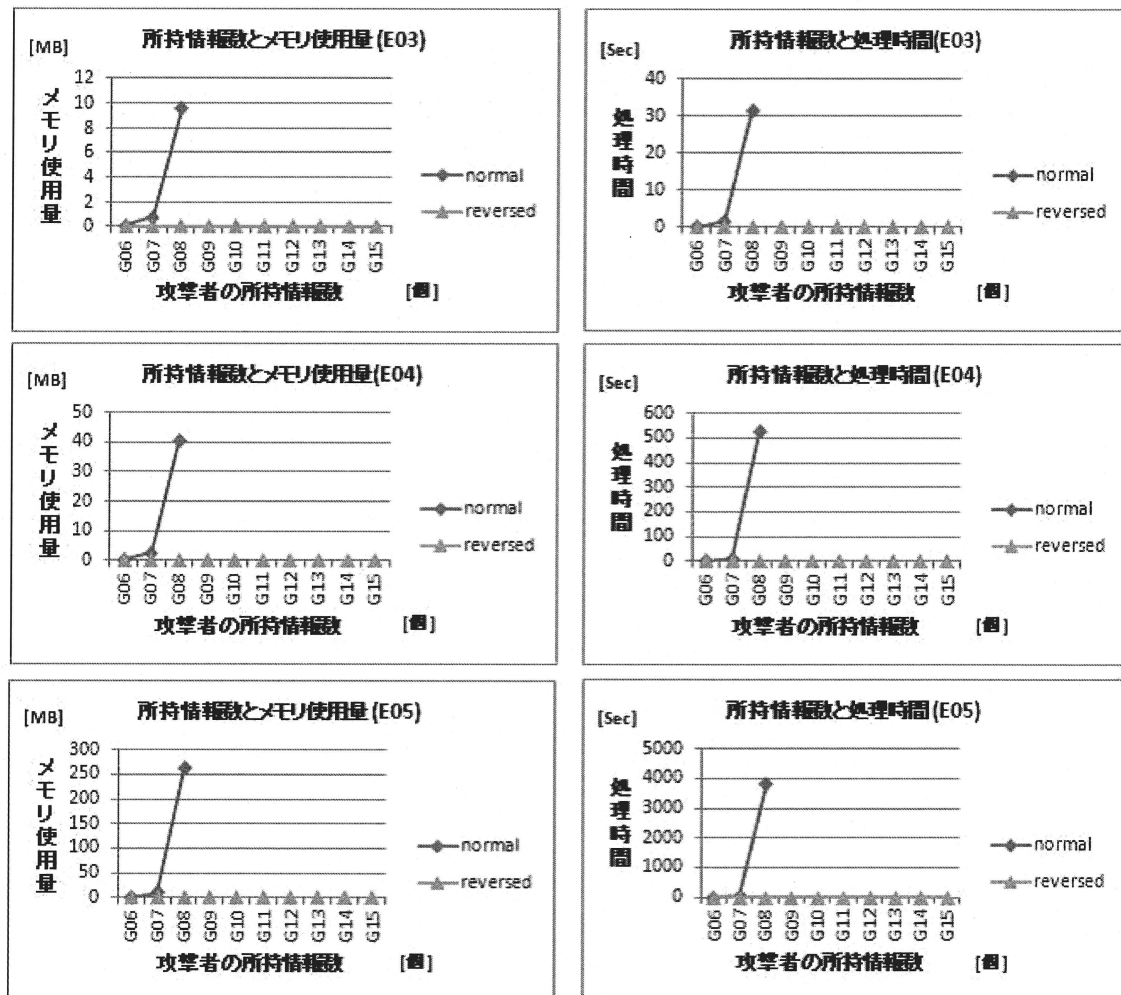 所持情報数とメモリ使用量 (E03)
[MB]
メモリ使用量
12
10
8
6
4
2
0
G06 G07 G08 G09 G10 G11 G12 G13 G14 G15
攻撃者の所持情報数 [個]
normal
reversed
所持情報数と処理時間(E03)
[Sec]
処理時間
40
30
20
10
0
G06 G07 G08 G09 G10 G11 G12 G13 G14 G15
攻撃者の所持情報数 [個]
normal
reversed
所持情報数とメモリ使用量(E04)
[MB]
メモリ使用量
50
40
30
20
10
0
G06 G07 G08 G09 G10 G11 G12 G13 G14 G15
攻撃者の所持情報数 [個]
normal
reversed
所持情報数と処理時間(E04)
[Sec]
処理時間
600
500
400
300
200
100
0
G06 G07 G08 G09 G10 G11 G12 G13 G14 G15
攻撃者の所持情報数 [個]
normal
reversed
所持情報数とメモリ使用量 (E05)
[MB]
メモリ使用量
300
250
200
150
100
50
0
G06 G07 G08 G09 G10 G11 G12 G13 G14 G15
攻撃者の所持情報数 [個]
normal
reversed
所持情報数と処理時間(E05)
[Sec]
処理時間
5000
4000
3000
2000
1000
0
G06 G07 G08 G09 G10 G11 G12 G13 G14 G15
攻撃者の所持情報数 [個]
normal
reversed